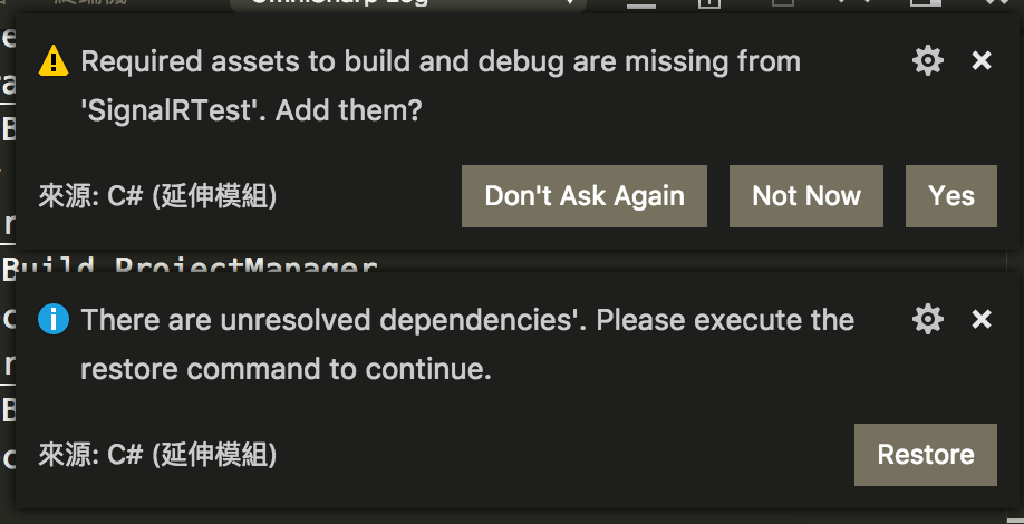 OmniSharp Log
Required assets to build and debug are missing from
'SignalRTest'. Add them?
來源: C# (延伸模組)
Don't Ask Again
Not Now
Yes
Build ProjectManager
There are unresolved dependencies'. Please execute the
restore command to continue.
來源: C# (延伸模組)
Restore